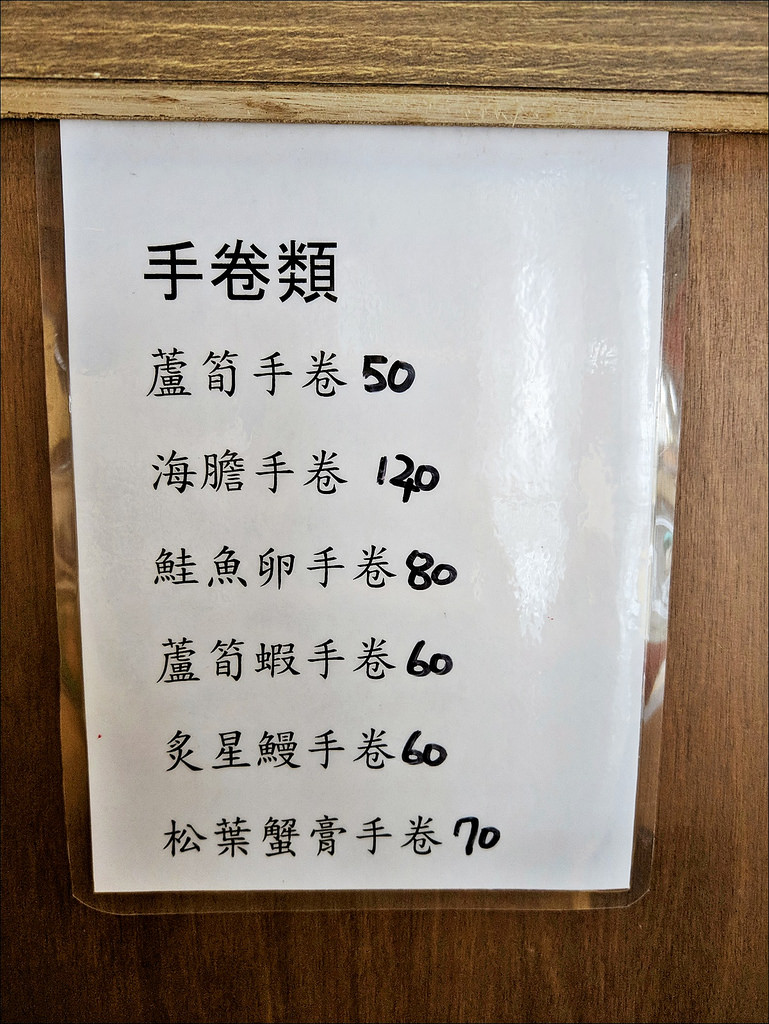 手卷類
蘆筍手卷 50
海膽手卷 120
鮭魚卵手卷 80
蘆筍蝦手卷 60
炙星鰻手卷 60
松葉蟹膏手卷 70